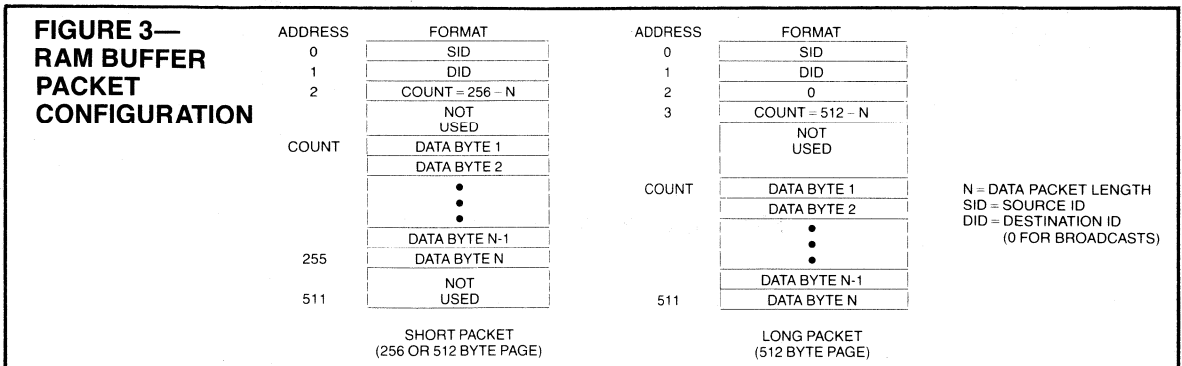 FIGURE 3—
RAM BUFFER
PACKET
CONFIGURATION
ADDRESS FORMAT
0 SID
1 DID
2 COUNT = 256 – N
NOT
USED
COUNT DATA BYTE 1
DATA BYTE 2
DATA BYTE N-1
255 DATA BYTE N
NOT
511 USED
SHORT PACKET
(256 OR 512 BYTE PAGE)
ADDRESS FORMAT
0 SID
1 DID
2 0
3 COUNT = 512 – N
NOT
USED
COUNT DATA BYTE 1
DATA BYTE 2
DATA BYTE N-1
511 DATA BYTE N
LONG PACKET
(512 BYTE PAGE)
N = DATA PACKET LENGTH
SID = SOURCE ID
DID = DESTINATION ID
(0 FOR BROADCASTS)